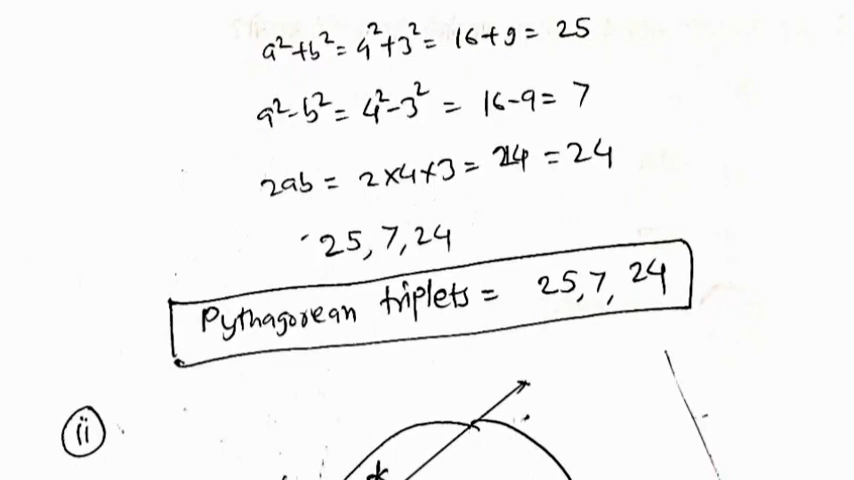 a²+b² = 4²+3² = 16+9 = 25
a²-b² = 4²-3² = 16-9 = 7
2ab = 2×4×3 = 24 = 24
25, 7, 24
Pythagorean triplets = 25, 7, 24
(ii)